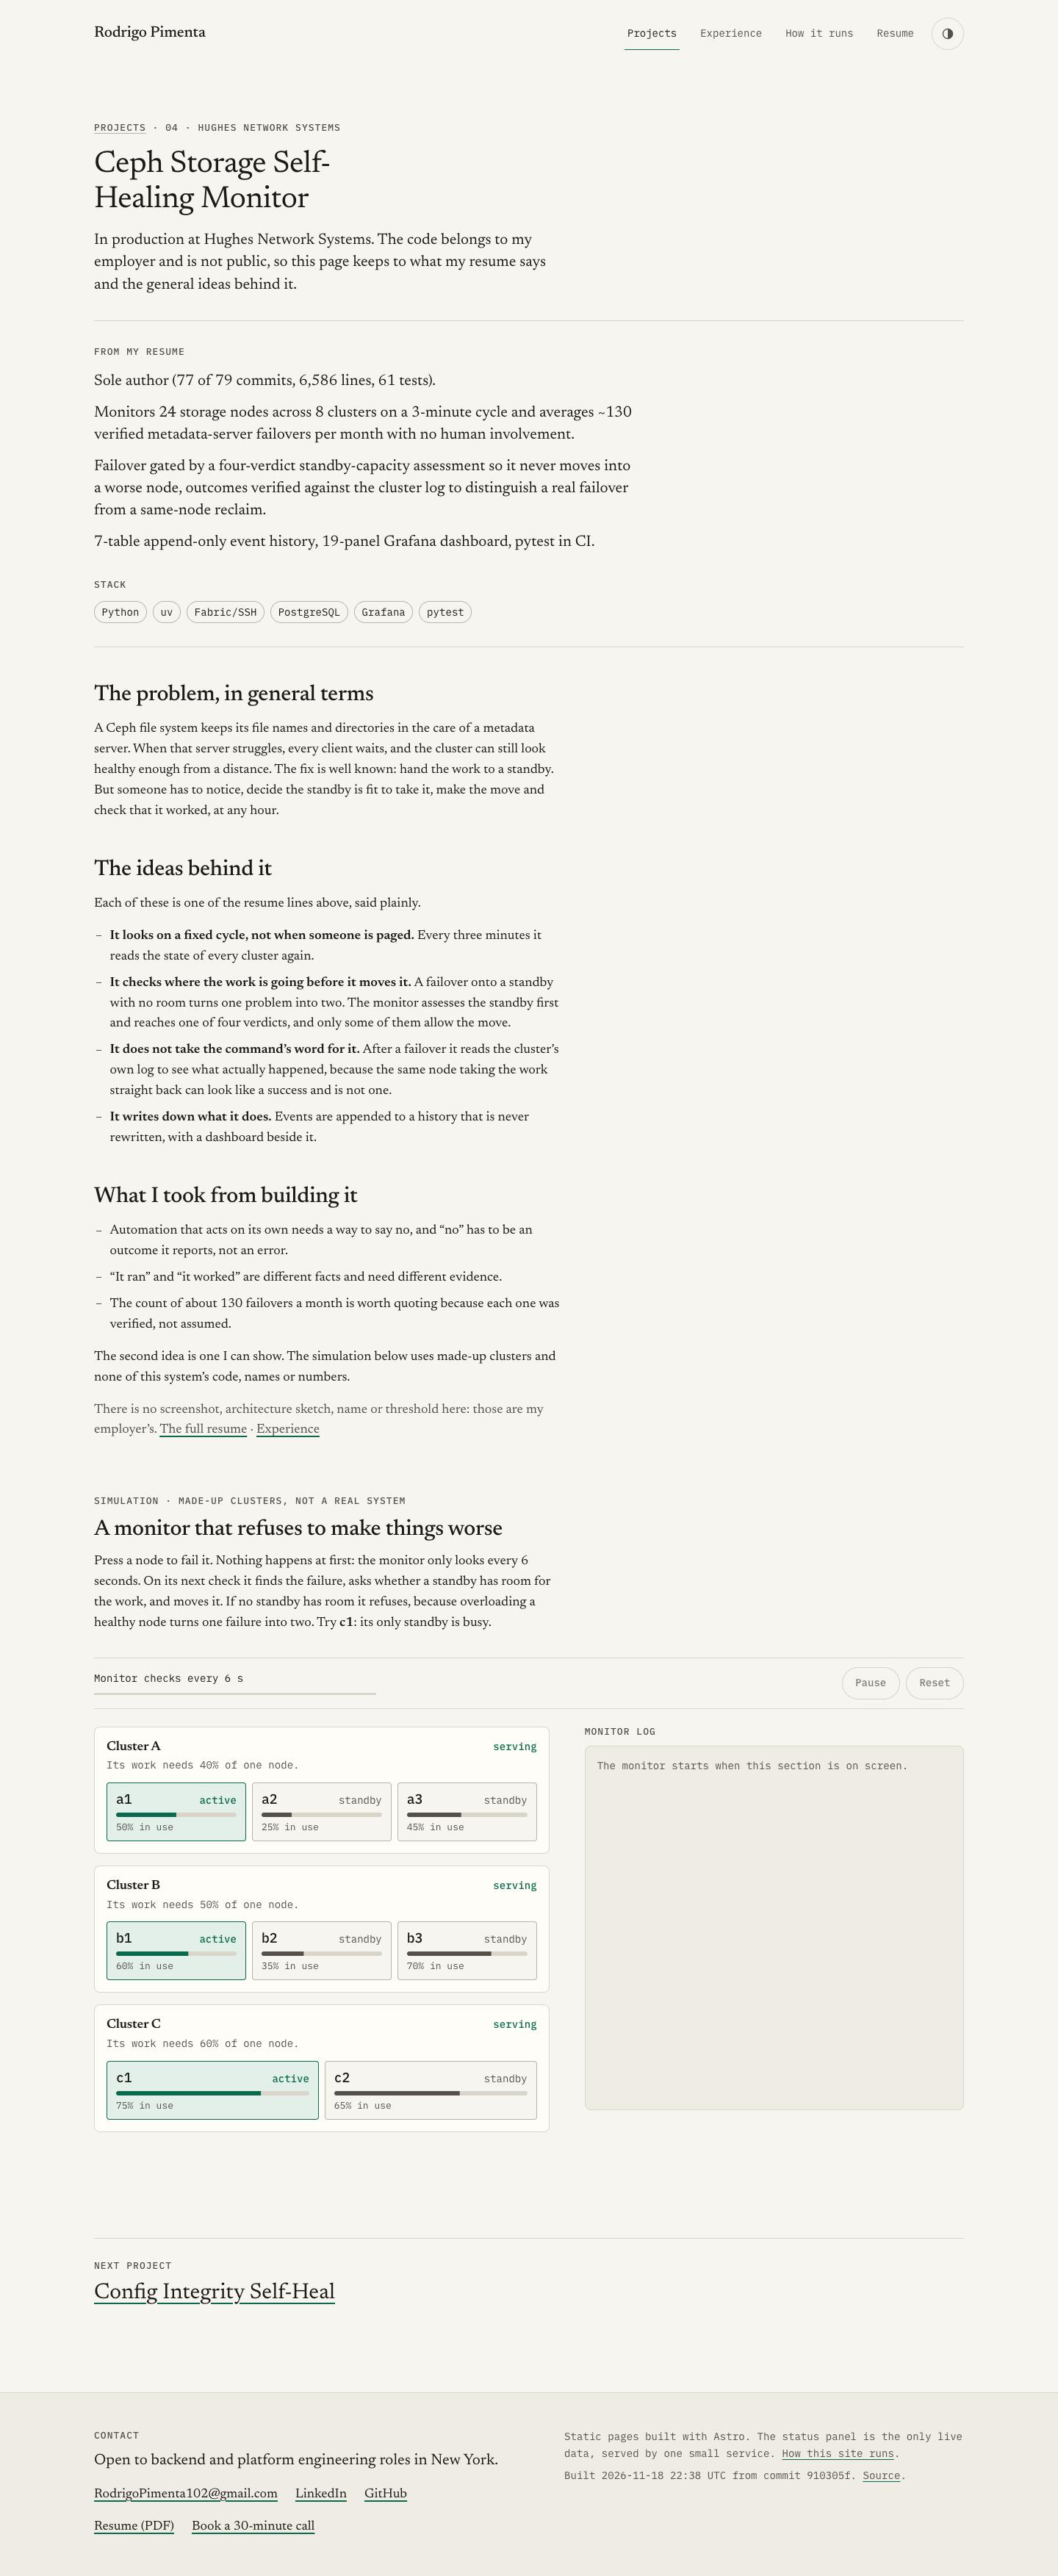 Rodrigo Pimenta
Projects Experience How it runs Resume
PROJECTS · 04 · HUGHES NETWORK SYSTEMS
Ceph Storage Self-
Healing Monitor
In production at Hughes Network Systems. The code belongs to my
employer and is not public, so this page keeps to what my resume says
and the general ideas behind it.
FROM MY RESUME
Sole author (77 of 79 commits, 6,586 lines, 61 tests).
Monitors 24 storage nodes across 8 clusters on a 3-minute cycle and averages ~130
verified metadata-server failovers per month with no human involvement.
Failover gated by a four-verdict standby-capacity assessment so it never moves into
a worse node, outcomes verified against the cluster log to distinguish a real failover
from a same-node reclaim.
7-table append-only event history, 19-panel Grafana dashboard, pytest in CI.
STACK
Python uv Fabric/SSH PostgreSQL Grafana pytest
The problem, in general terms
A Ceph file system keeps its file names and directories in the care of a metadata
server. When that server struggles, every client waits, and the cluster can still look
healthy enough from a distance. The fix is well known: hand the work to a standby.
But someone has to notice, decide the standby is fit to take it, make the move and
check that it worked, at any hour.
The ideas behind it
Each of these is one of the resume lines above, said plainly.
– It looks on a fixed cycle, not when someone is paged. Every three minutes it
reads the state of every cluster again.
– It checks where the work is going before it moves it. A failover onto a standby
with no room turns one problem into two. The monitor assesses the standby first
and reaches one of four verdicts, and only some of them allow the move.
– It does not take the command’s word for it. After a failover it reads the cluster’s
own log to see what actually happened, because the same node taking the work
straight back can look like a success and is not one.
– It writes down what it does. Events are appended to a history that is never
rewritten, with a dashboard beside it.
What I took from building it
– Automation that acts on its own needs a way to say no, and “no” has to be an
outcome it reports, not an error.
– “It ran” and “it worked” are different facts and need different evidence.
– The count of about 130 failovers a month is worth quoting because each one was
verified, not assumed.
The second idea is one I can show. The simulation below uses made-up clusters and
none of this system’s code, names or numbers.
There is no screenshot, architecture sketch, name or threshold here: those are my
employer’s. The full resume · Experience
SIMULATION · MADE-UP CLUSTERS, NOT A REAL SYSTEM
A monitor that refuses to make things worse
Press a node to fail it. Nothing happens at first: the monitor only looks every 6
seconds. On its next check it finds the failure, asks whether a standby has room for
the work, and moves it. If no standby has room it refuses, because overloading a
healthy node turns one failure into two. Try c1: its only standby is busy.
Monitor checks every 6 s
Pause Reset
Cluster A serving
Its work needs 40% of one node.
a1 active a2 standby a3 standby
50% in use 25% in use 45% in use
Cluster B serving
Its work needs 50% of one node.
b1 active b2 standby b3 standby
60% in use 35% in use 70% in use
Cluster C serving
Its work needs 60% of one node.
c1 active c2 standby
75% in use 65% in use
MONITOR LOG
The monitor starts when this section is on screen.
NEXT PROJECT
Config Integrity Self-Heal
CONTACT
Open to backend and platform engineering roles in New York.
RodrigoPimenta102@gmail.com LinkedIn GitHub
Resume (PDF) Book a 30-minute call
Static pages built with Astro. The status panel is the only live
data, served by one small service. How this site runs.
Built 2026-11-18 22:38 UTC from commit 910305f. Source.